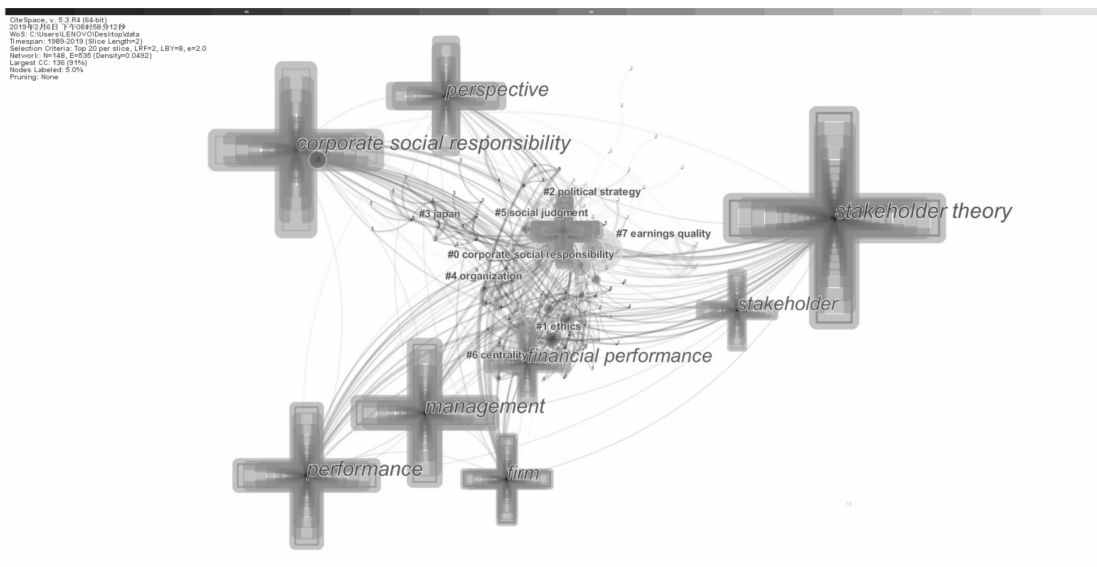 CiteSpace, v. 5.3.R4 (64-bit)
2019年2月6日 下午08时58分12秒
WoS: C:\Users\LENOVO\Desktop\data
Timespan: 1989-2019 (Slice Length=2)
Selection Criteria: Top 20 per slice, LRF=2, LBY=8, e=2.0
Network: N=148, E=535 (Density=0.0492)
Largest CC: 136 (91%)
Nodes Labeled: 5.0%
Pruning: None
perspective
corporate social responsibility
#2 political strategy
#3 japan
#5 social judgment
stakeholder theory
#7 earnings quality
#0 corporate social responsibility
#4 organization
stakeholder
#1 ethics
#6 centrality
financial performance
management
performance
firm